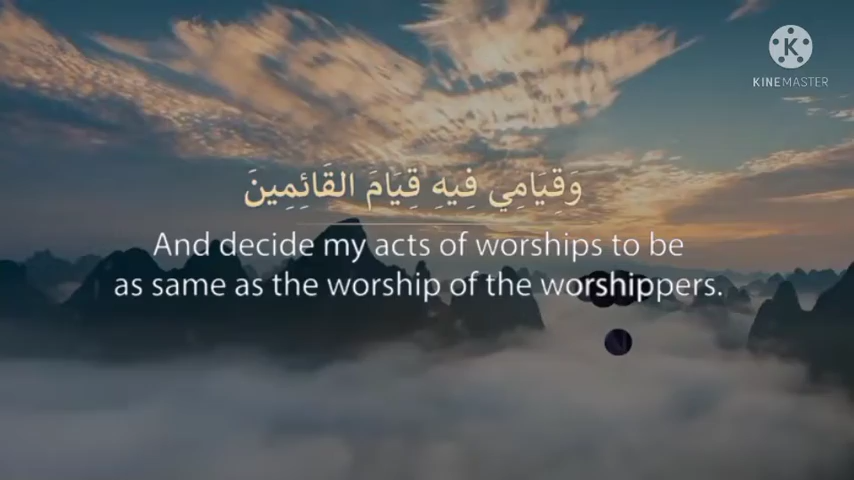 KINEMASTER
وَقِيَامِي فِيهِ قِيَامَ القَائِمِينَ
And decide my acts of worships to be
as same as the worship of the worshippers.